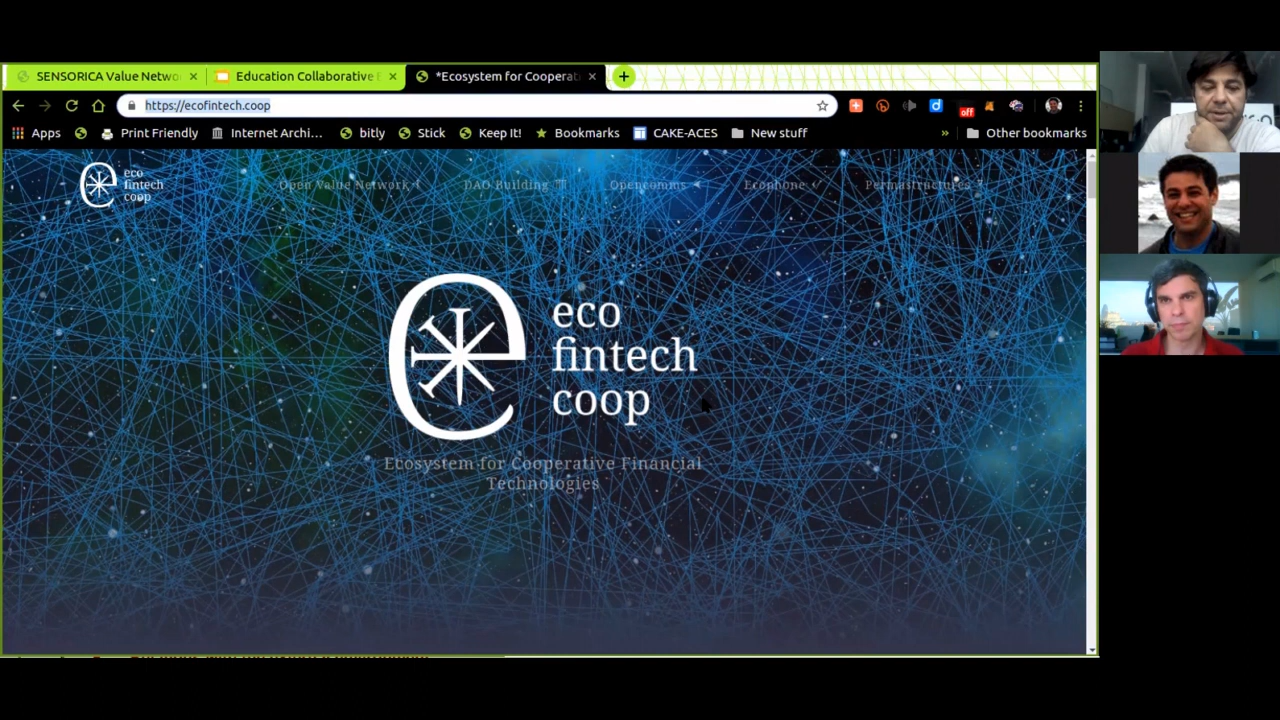 SENSORICA Value Netwo
Education Collaborative E
*Ecosystem for Cooperat
https://ecofintech.coop
off
Apps
Print Friendly
Internet Archi...
bitly
Stick
Keep It!
Bookmarks
CAKE-ACES
New stuff
»
Other bookmarks
eco
fintech
coop
Open Value Network
DAO Building
Opencomms
Ecophone
Permastructures
eco
fintech
coop
Ecosystem for Cooperative Financial
Technologies